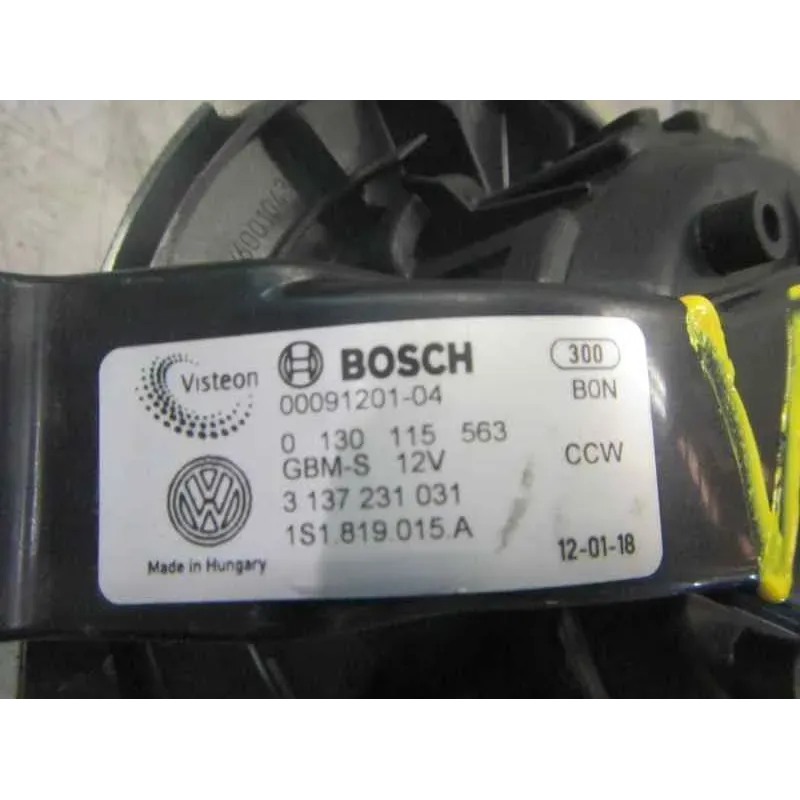 Visteon
BOSCH
300
00091201-04
B0N
0 130 115 563
GBM-S 12V
CCW
3 137 231 031
1S1.819.015.A
Made in Hungary
12-01-18